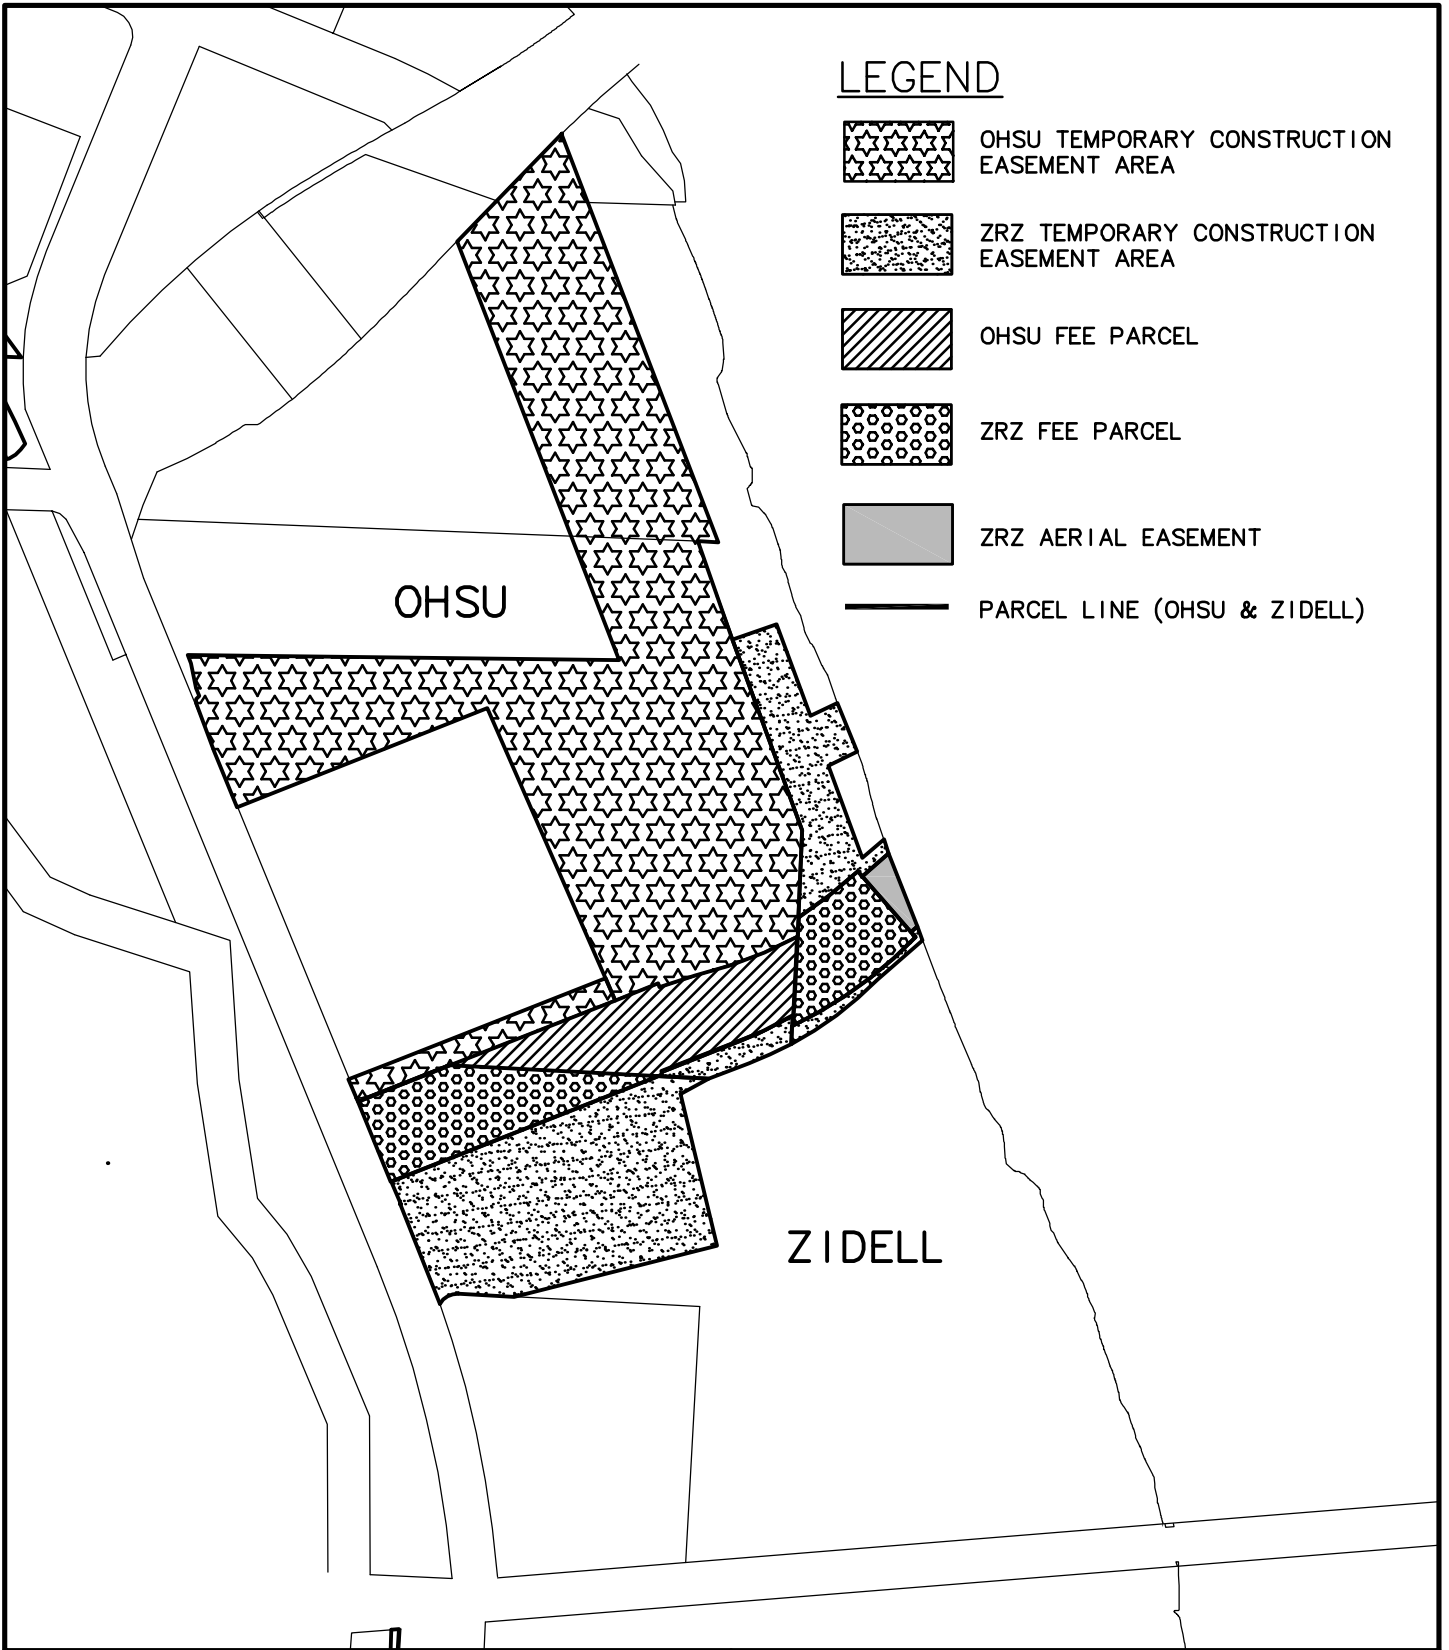 LEGEND
OHSU TEMPORARY CONSTRUCTION
EASEMENT AREA
ZRZ TEMPORARY CONSTRUCTION
EASEMENT AREA
OHSU FEE PARCEL
ZRZ FEE PARCEL
ZRZ AERIAL EASEMENT
PARCEL LINE (OHSU & ZIDELL)
OHSU
ZIDELL